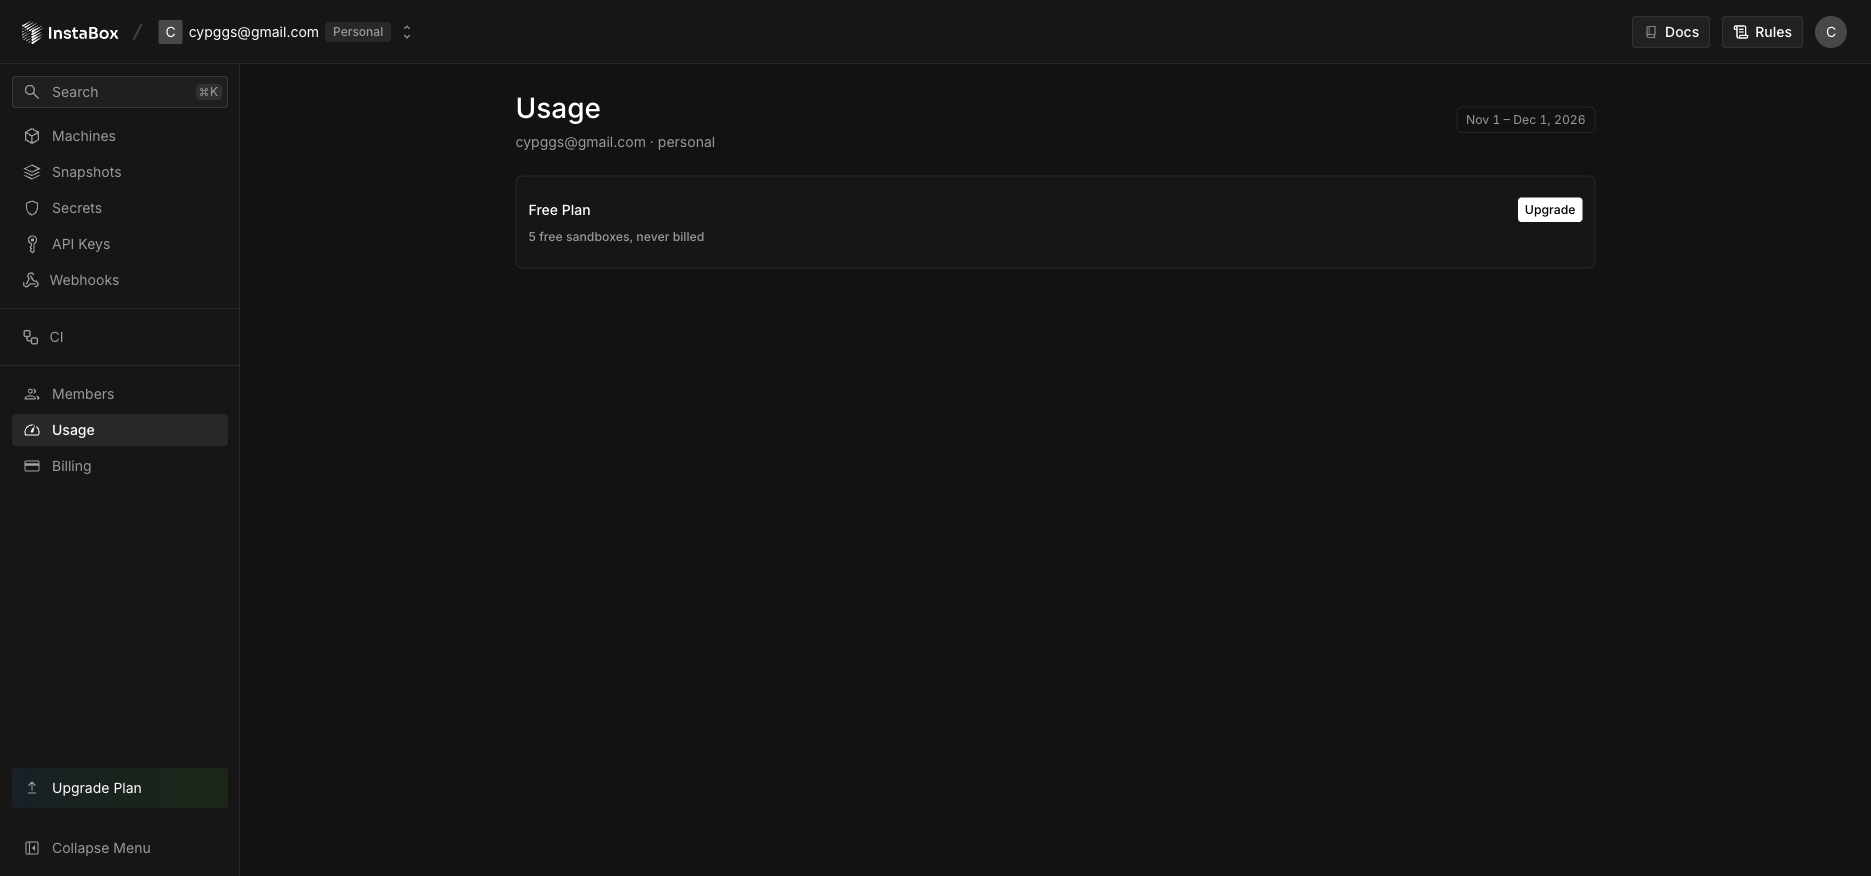 InstaBox / C cypggs@gmail.com Personal
Docs
Rules
C
Search ⌘K
Machines
Snapshots
Secrets
API Keys
Webhooks
CI
Members
Usage
Billing
Upgrade Plan
Collapse Menu
Usage
cypggs@gmail.com · personal
Nov 1 – Dec 1, 2026
Free Plan
Upgrade
5 free sandboxes, never billed